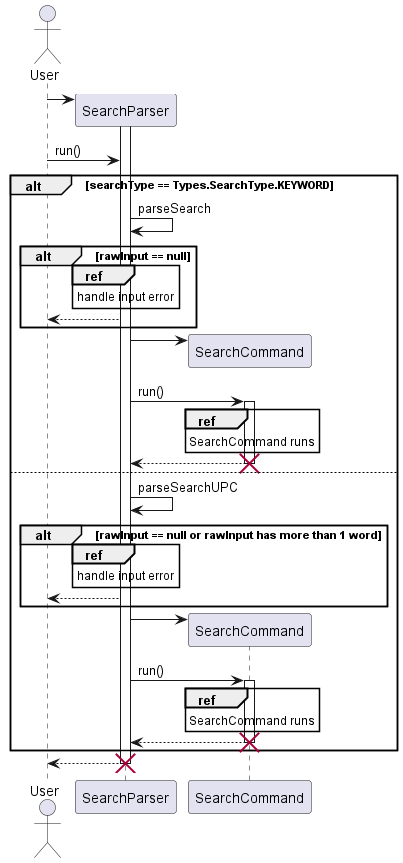 User
SearchParser
run()
alt [searchType == Types.SearchType.KEYWORD]
parseSearch
alt [rawInput == null]
ref
handle input error
SearchCommand
run()
ref
SearchCommand runs
parseSearchUPC
alt [rawInput == null or rawInput has more than 1 word]
ref
handle input error
SearchCommand
run()
ref
SearchCommand runs
User
SearchParser
SearchCommand